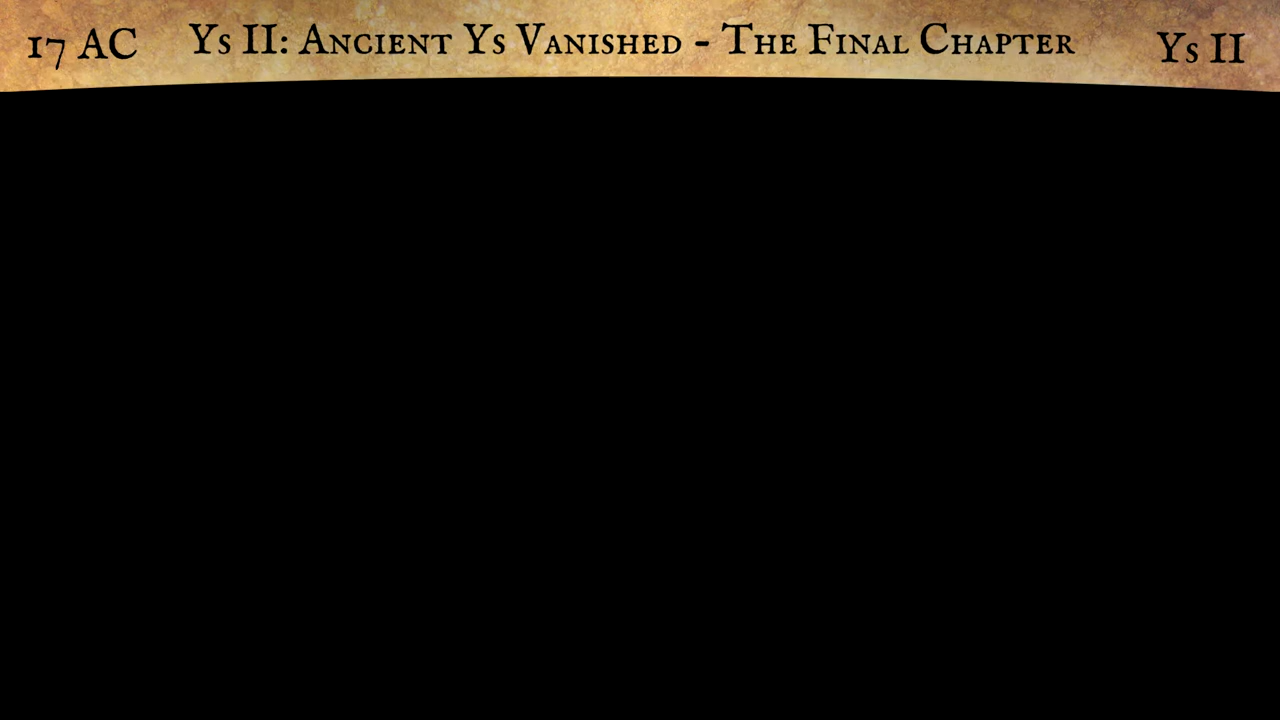 17 AC
Ys II: Ancient Ys Vanished - The Final Chapter
Ys II